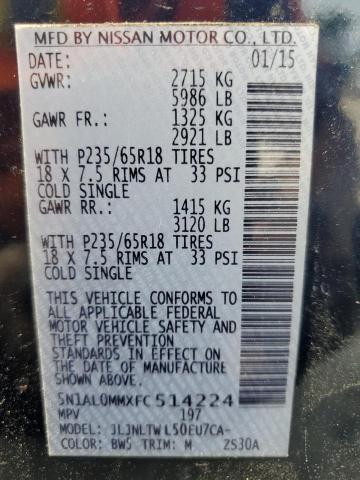 MFD BY NISSAN MOTOR CO., LTD.
DATE: 01/15
GVWR: 2715 KG
5986 LB
GAWR FR.: 1325 KG
2921 LB
WITH P235/65R18 TIRES
18 X 7.5 RIMS AT 33 PSI
COLD SINGLE
GAWR RR.: 1415 KG
3120 LB
WITH P235/65R18 TIRES
18 X 7.5 RIMS AT 33 PSI
COLD SINGLE
THIS VEHICLE CONFORMS TO
ALL APPLICABLE FEDERAL
MOTOR VEHICLE SAFETY AND
THEFT PREVENTION
STANDARDS IN EFFECT ON
THE DATE OF MANUFACTURE
SHOWN ABOVE.
5N1AL0MMXFC514224
MPV 197
JLJNLTWL50EU7CA-
COLOR: BW5 TRIM: M ZS30A